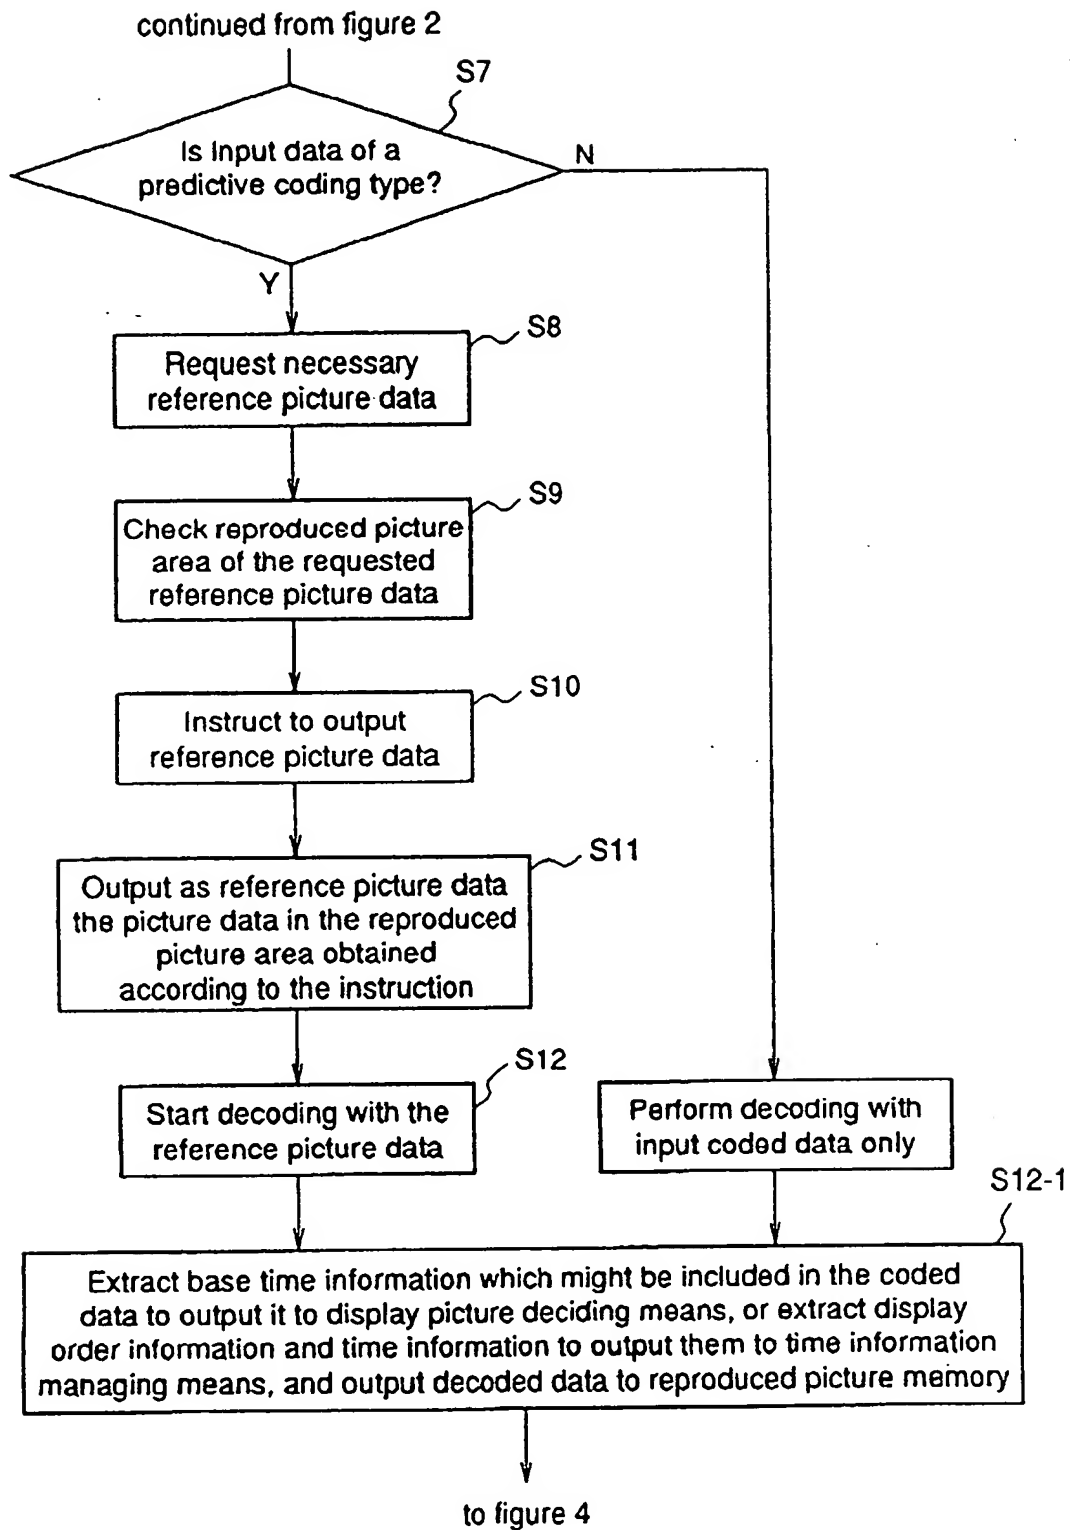 continued from figure 2
S7
Is Input data of a
predictive coding type?
N
Y
S8
Request necessary
reference picture data
S9
Check reproduced picture
area of the requested
reference picture data
S10
Instruct to output
reference picture data
S11
Output as reference picture data
the picture data in the reproduced
picture area obtained
according to the instruction
S12
Start decoding with the
reference picture data
Perform decoding with
input coded data only
S12-1
Extract base time information which might be included in the coded
data to output it to display picture deciding means, or extract display
order information and time information to output them to time information
managing means, and output decoded data to reproduced picture memory
to figure 4